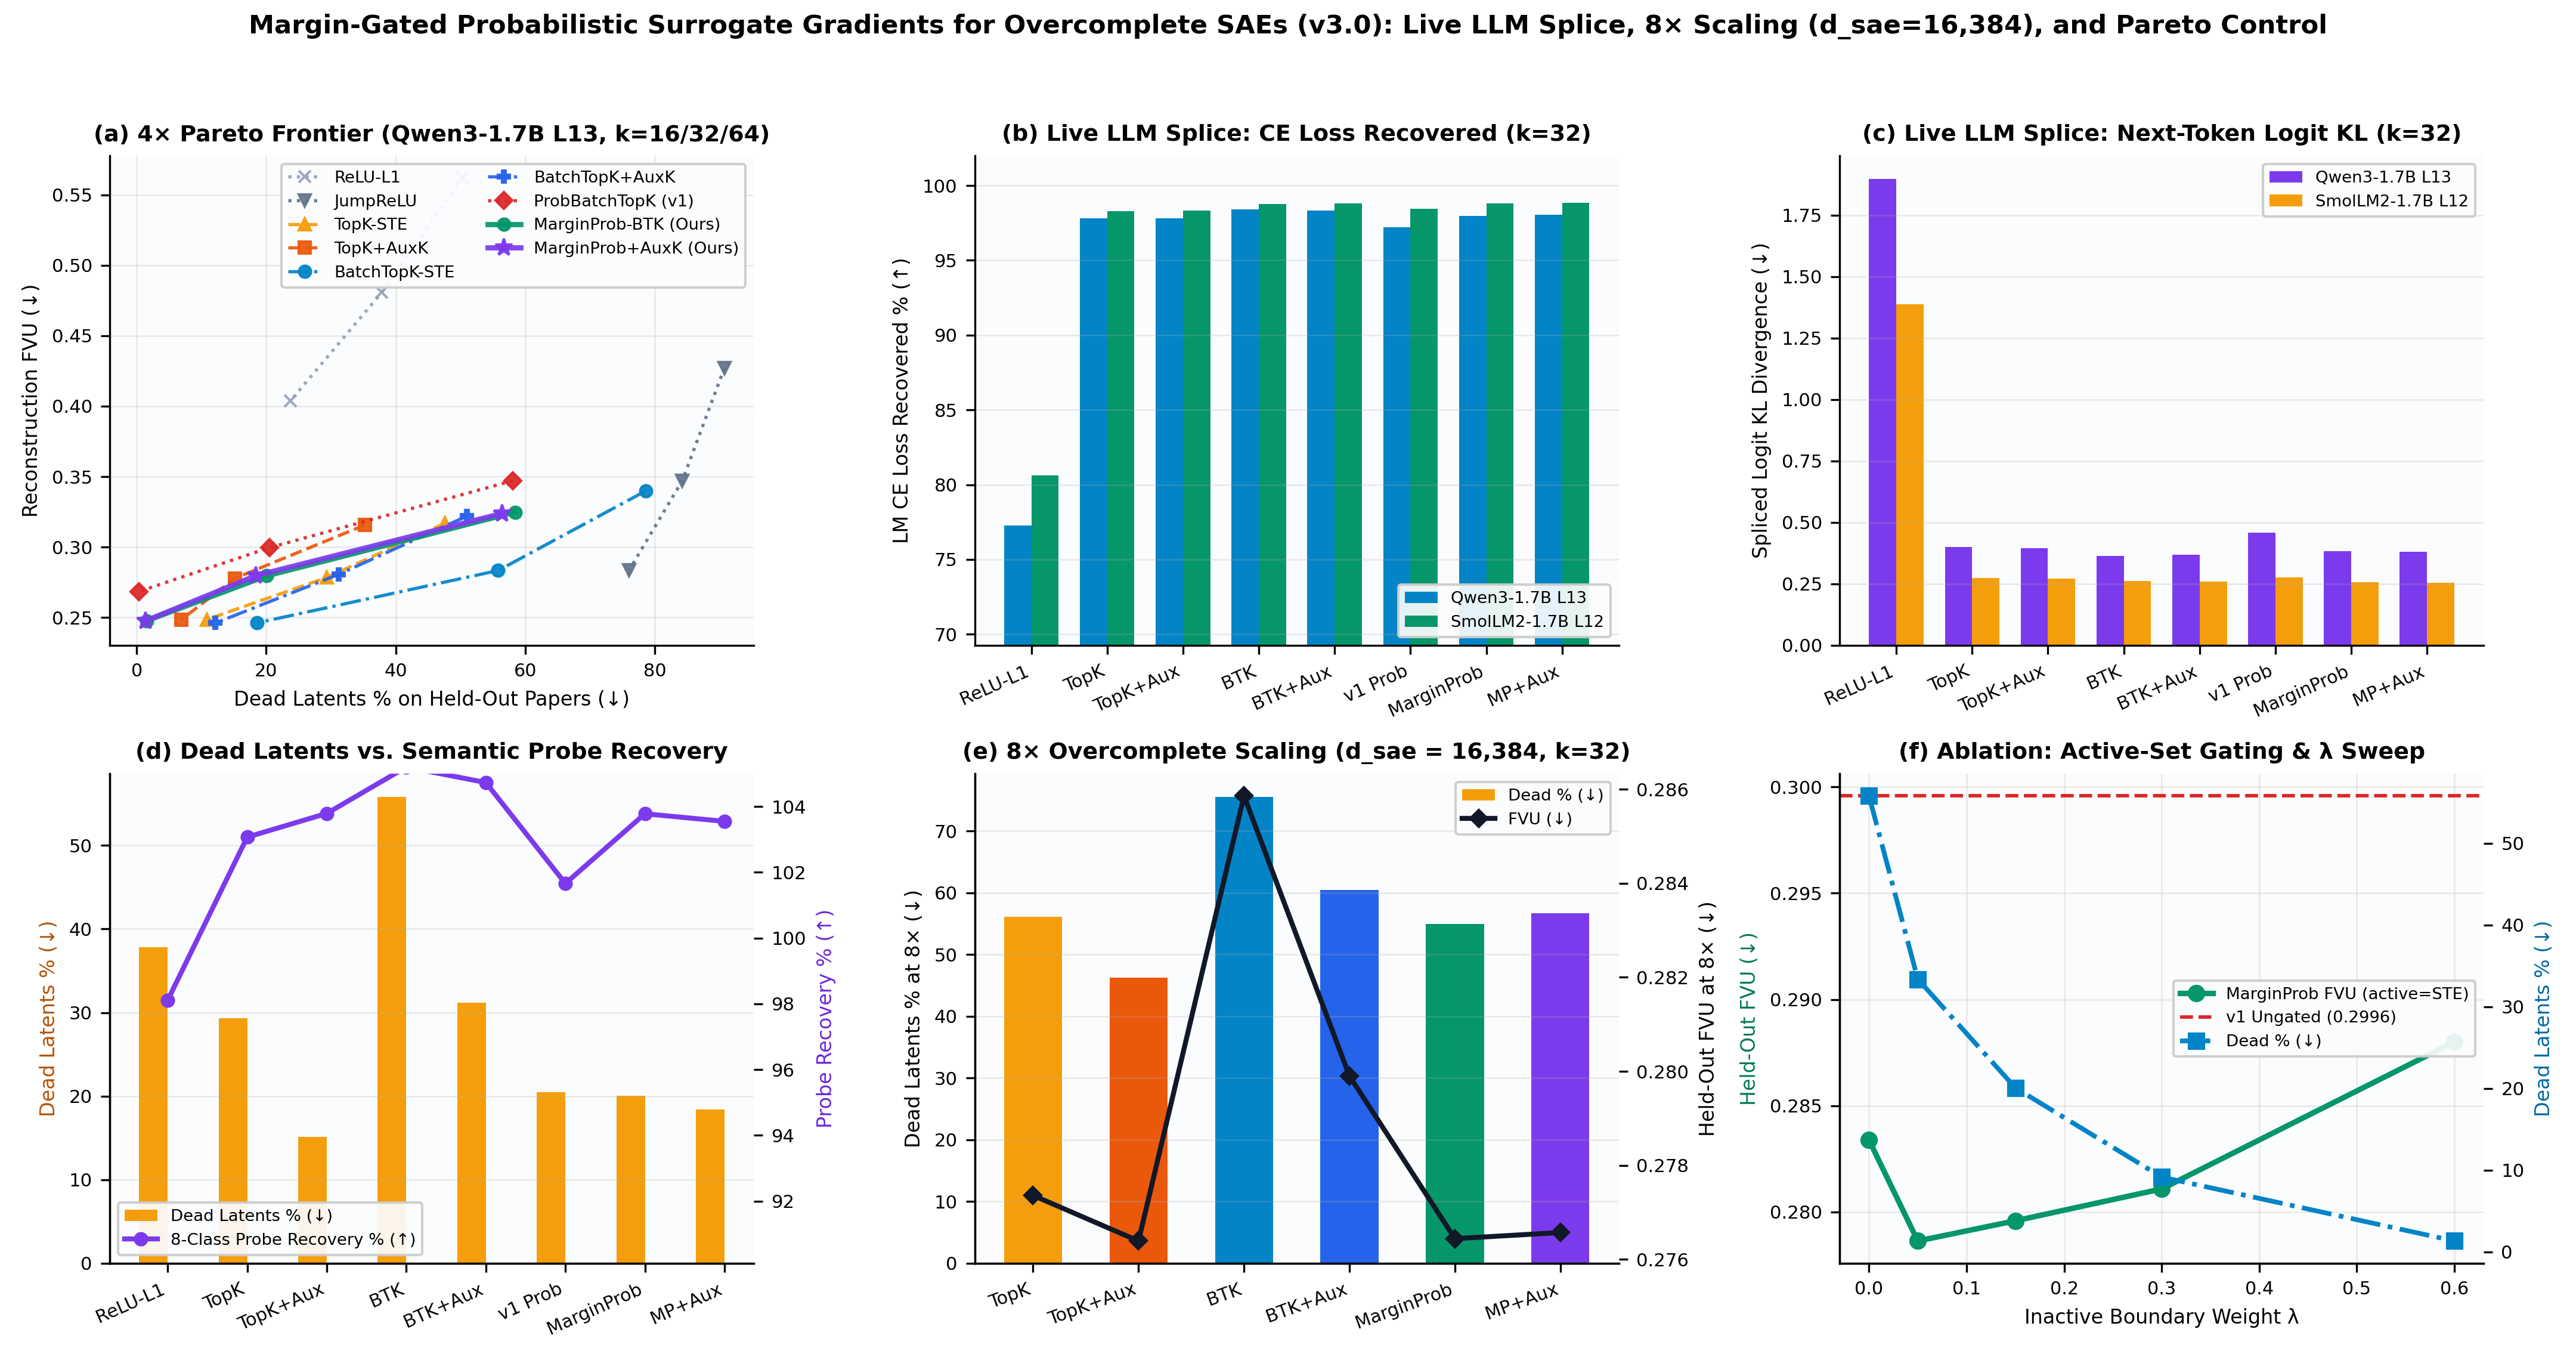 Margin-Gated Probabilistic Surrogate Gradients for Overcomplete SAEs (v3.0): Live LLM Splice, 8× Scaling (d_sae=16,384), and Pareto Control
(a) 4× Pareto Frontier (Qwen3-1.7B L13, k=16/32/64)
Reconstruction FVU (↓)
0.55
0.50
0.45
0.40
0.35
0.30
0.25
ReLU-L1
JumpReLU
TopK-STE
TopK+AuxK
BatchTopK-STE
BatchTopK+AuxK
ProbBatchTopK (v1)
MarginProb-BTK (Ours)
MarginProb+AuxK (Ours)
0 20 40 60 80
Dead Latents % on Held-Out Papers (↓)
(b) Live LLM Splice: CE Loss Recovered (k=32)
LM CE Loss Recovered % (↑)
100
95
90
85
80
75
70
Qwen3-1.7B L13
SmolLM2-1.7B L12
ReLU-L1 TopK TopK+Aux BTK BTK+Aux v1 Prob MarginProb MP+Aux
(c) Live LLM Splice: Next-Token Logit KL (k=32)
Spliced Logit KL Divergence (↓)
1.75
1.50
1.25
1.00
0.75
0.50
0.25
0.00
Qwen3-1.7B L13
SmolLM2-1.7B L12
ReLU-L1 TopK TopK+Aux BTK BTK+Aux v1 Prob MarginProb MP+Aux
(d) Dead Latents vs. Semantic Probe Recovery
Dead Latents % (↓)
50
40
30
20
10
0
104
102
100
98
96
94
92
Probe Recovery % (↑)
Dead Latents % (↓)
8-Class Probe Recovery % (↑)
ReLU-L1 TopK TopK+Aux BTK BTK+Aux v1 Prob MarginProb MP+Aux
(e) 8× Overcomplete Scaling (d_sae = 16,384, k=32)
Dead Latents % at 8× (↓)
70
60
50
40
30
20
10
0
0.286
0.284
0.282
0.280
0.278
0.276
Held-Out FVU at 8× (↓)
Dead % (↓)
FVU (↓)
TopK TopK+Aux BTK BTK+Aux MarginProb MP+Aux
(f) Ablation: Active-Set Gating & λ Sweep
Held-Out FVU (↓)
0.300
0.295
0.290
0.285
0.280
50
40
30
20
10
0
Dead Latents % (↓)
MarginProb FVU (active=STE)
v1 Ungated (0.2996)
Dead % (↓)
0.0 0.1 0.2 0.3 0.4 0.5 0.6
Inactive Boundary Weight λ